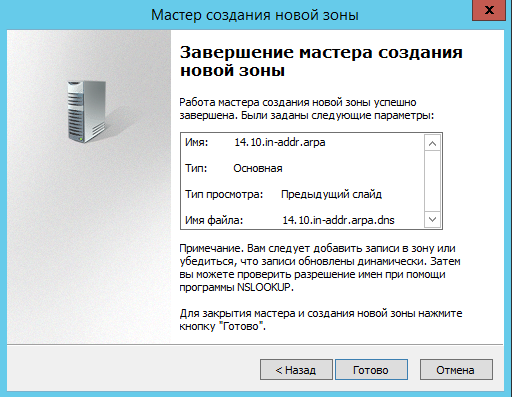 Мастер создания новой зоны
x
Завершение мастера создания
новой зоны
Работа мастера создания новой зоны успешно
завершена. Были заданы следующие параметры:
Имя: 14.10.in-addr.arpa
Тип: Основная
Тип просмотра: Предыдущий слайд
Имя файла: 14.10.in-addr.arpa.dns
Примечание. Вам следует добавить записи в зону или
убедиться, что записи обновлены динамически. Затем
вы можете проверить разрешение имен при помощи
программы NSLOOKUP.
Для закрытия мастера и создания новой зоны нажмите
кнопку "Готово".
< Назад Готово Отмена